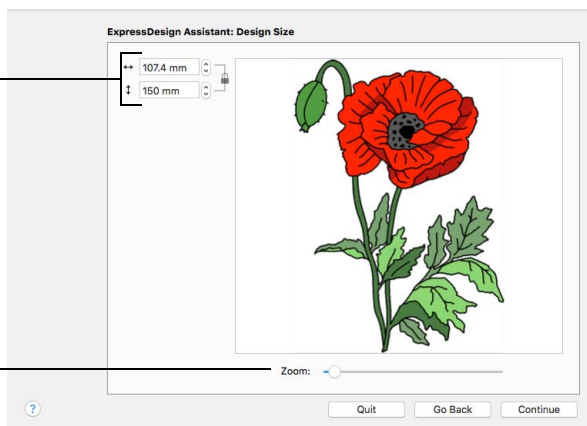 ExpressDesign Assistant: Design Size
107.4 mm
150 mm
Zoom:
?
Quit
Go Back
Continue